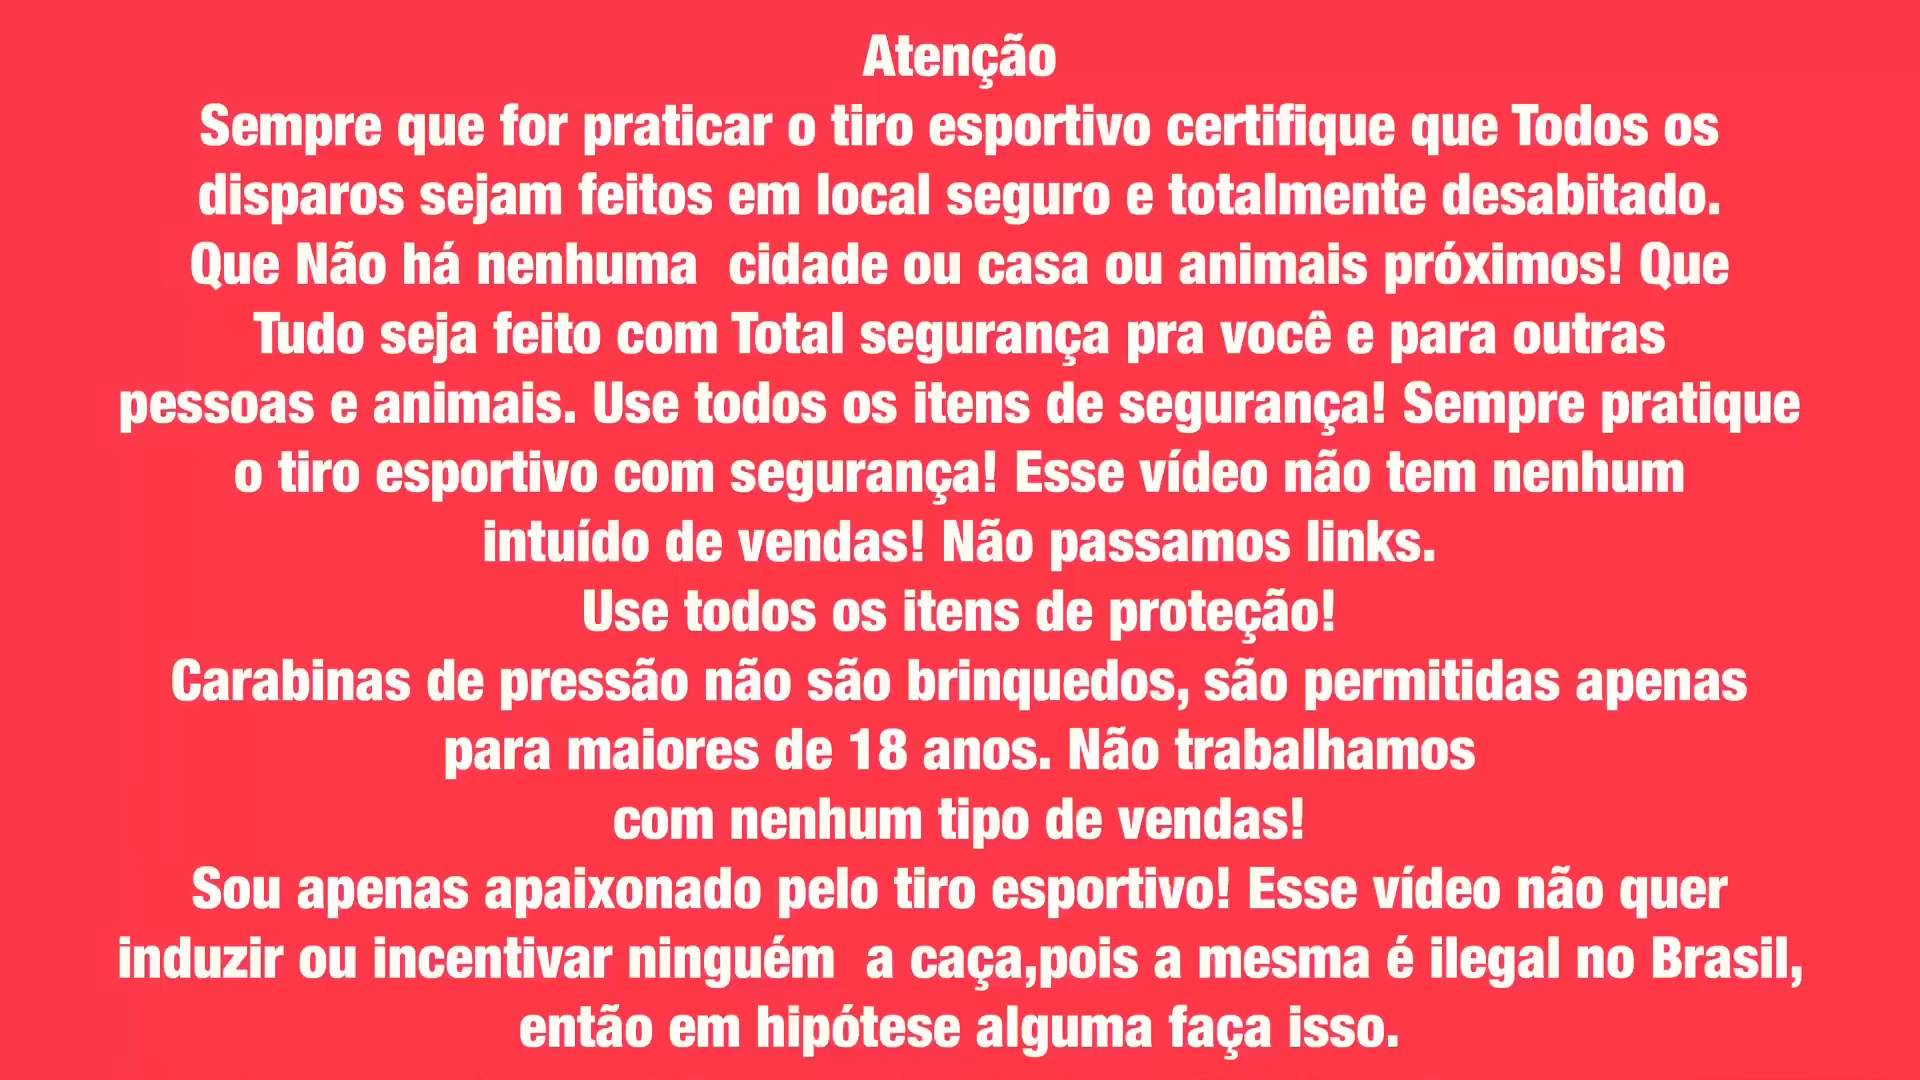 Atenção
Sempre que for praticar o tiro esportivo certifique que Todos os
disparos sejam feitos em local seguro e totalmente desabitado.
Que Não há nenhuma  cidade ou casa ou animais próximos! Que
Tudo seja feito com Total segurança pra você e para outras
pessoas e animais. Use todos os itens de segurança! Sempre pratique
o tiro esportivo com segurança! Esse vídeo não tem nenhum
intuído de vendas! Não passamos links.
Use todos os itens de proteção!
Carabinas de pressão não são brinquedos, são permitidas apenas
para maiores de 18 anos. Não trabalhamos
com nenhum tipo de vendas!
Sou apenas apaixonado pelo tiro esportivo! Esse vídeo não quer
induzir ou incentivar ninguém  a caça,pois a mesma é ilegal no Brasil,
então em hipótese alguma faça isso.